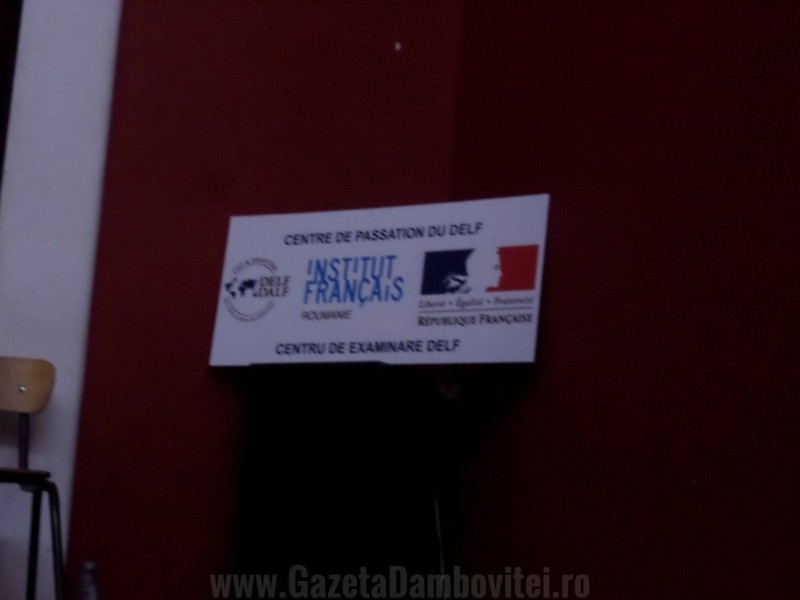 CENTRE DE PASSATION DU DELF
DELF
DALF
INSTITUT
FRANÇAIS
ROUMANIE
Liberté • Égalité • Fraternité
RÉPUBLIQUE FRANÇAISE
CENTRU DE EXAMINARE DELF
www.GazetaDambovitei.ro